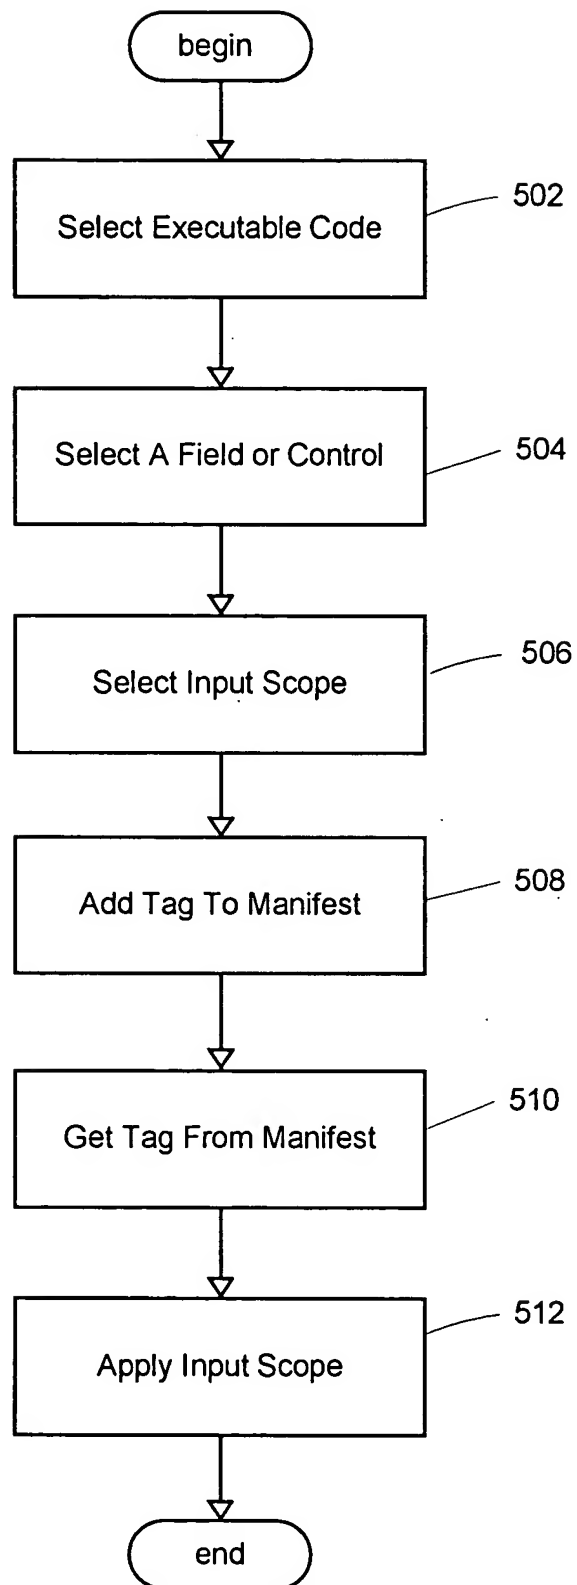 begin
Select Executable Code
502
Select A Field or Control
504
Select Input Scope
506
Add Tag To Manifest
508
Get Tag From Manifest
510
Apply Input Scope
512
end